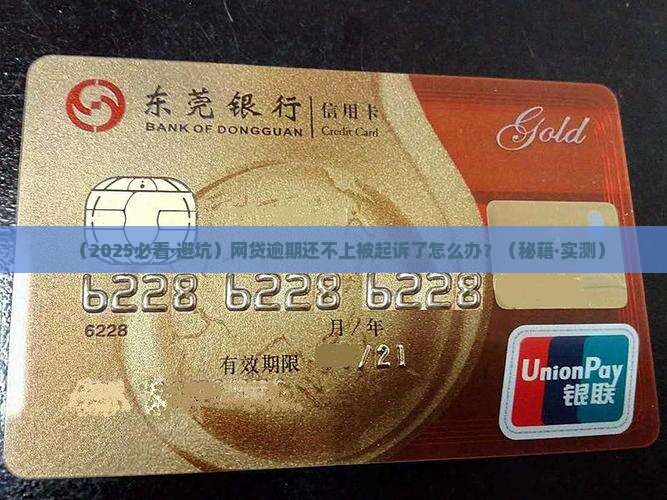 东莞银行 信用卡
BANK OF DONGGUAN Credit Card
Gold
(2025必看·避坑)网贷逾期还不上被起诉了怎么办?(秘籍·实测)
6228 6228 6228
6228
月/年
有效期限 /21
UnionPay
银联